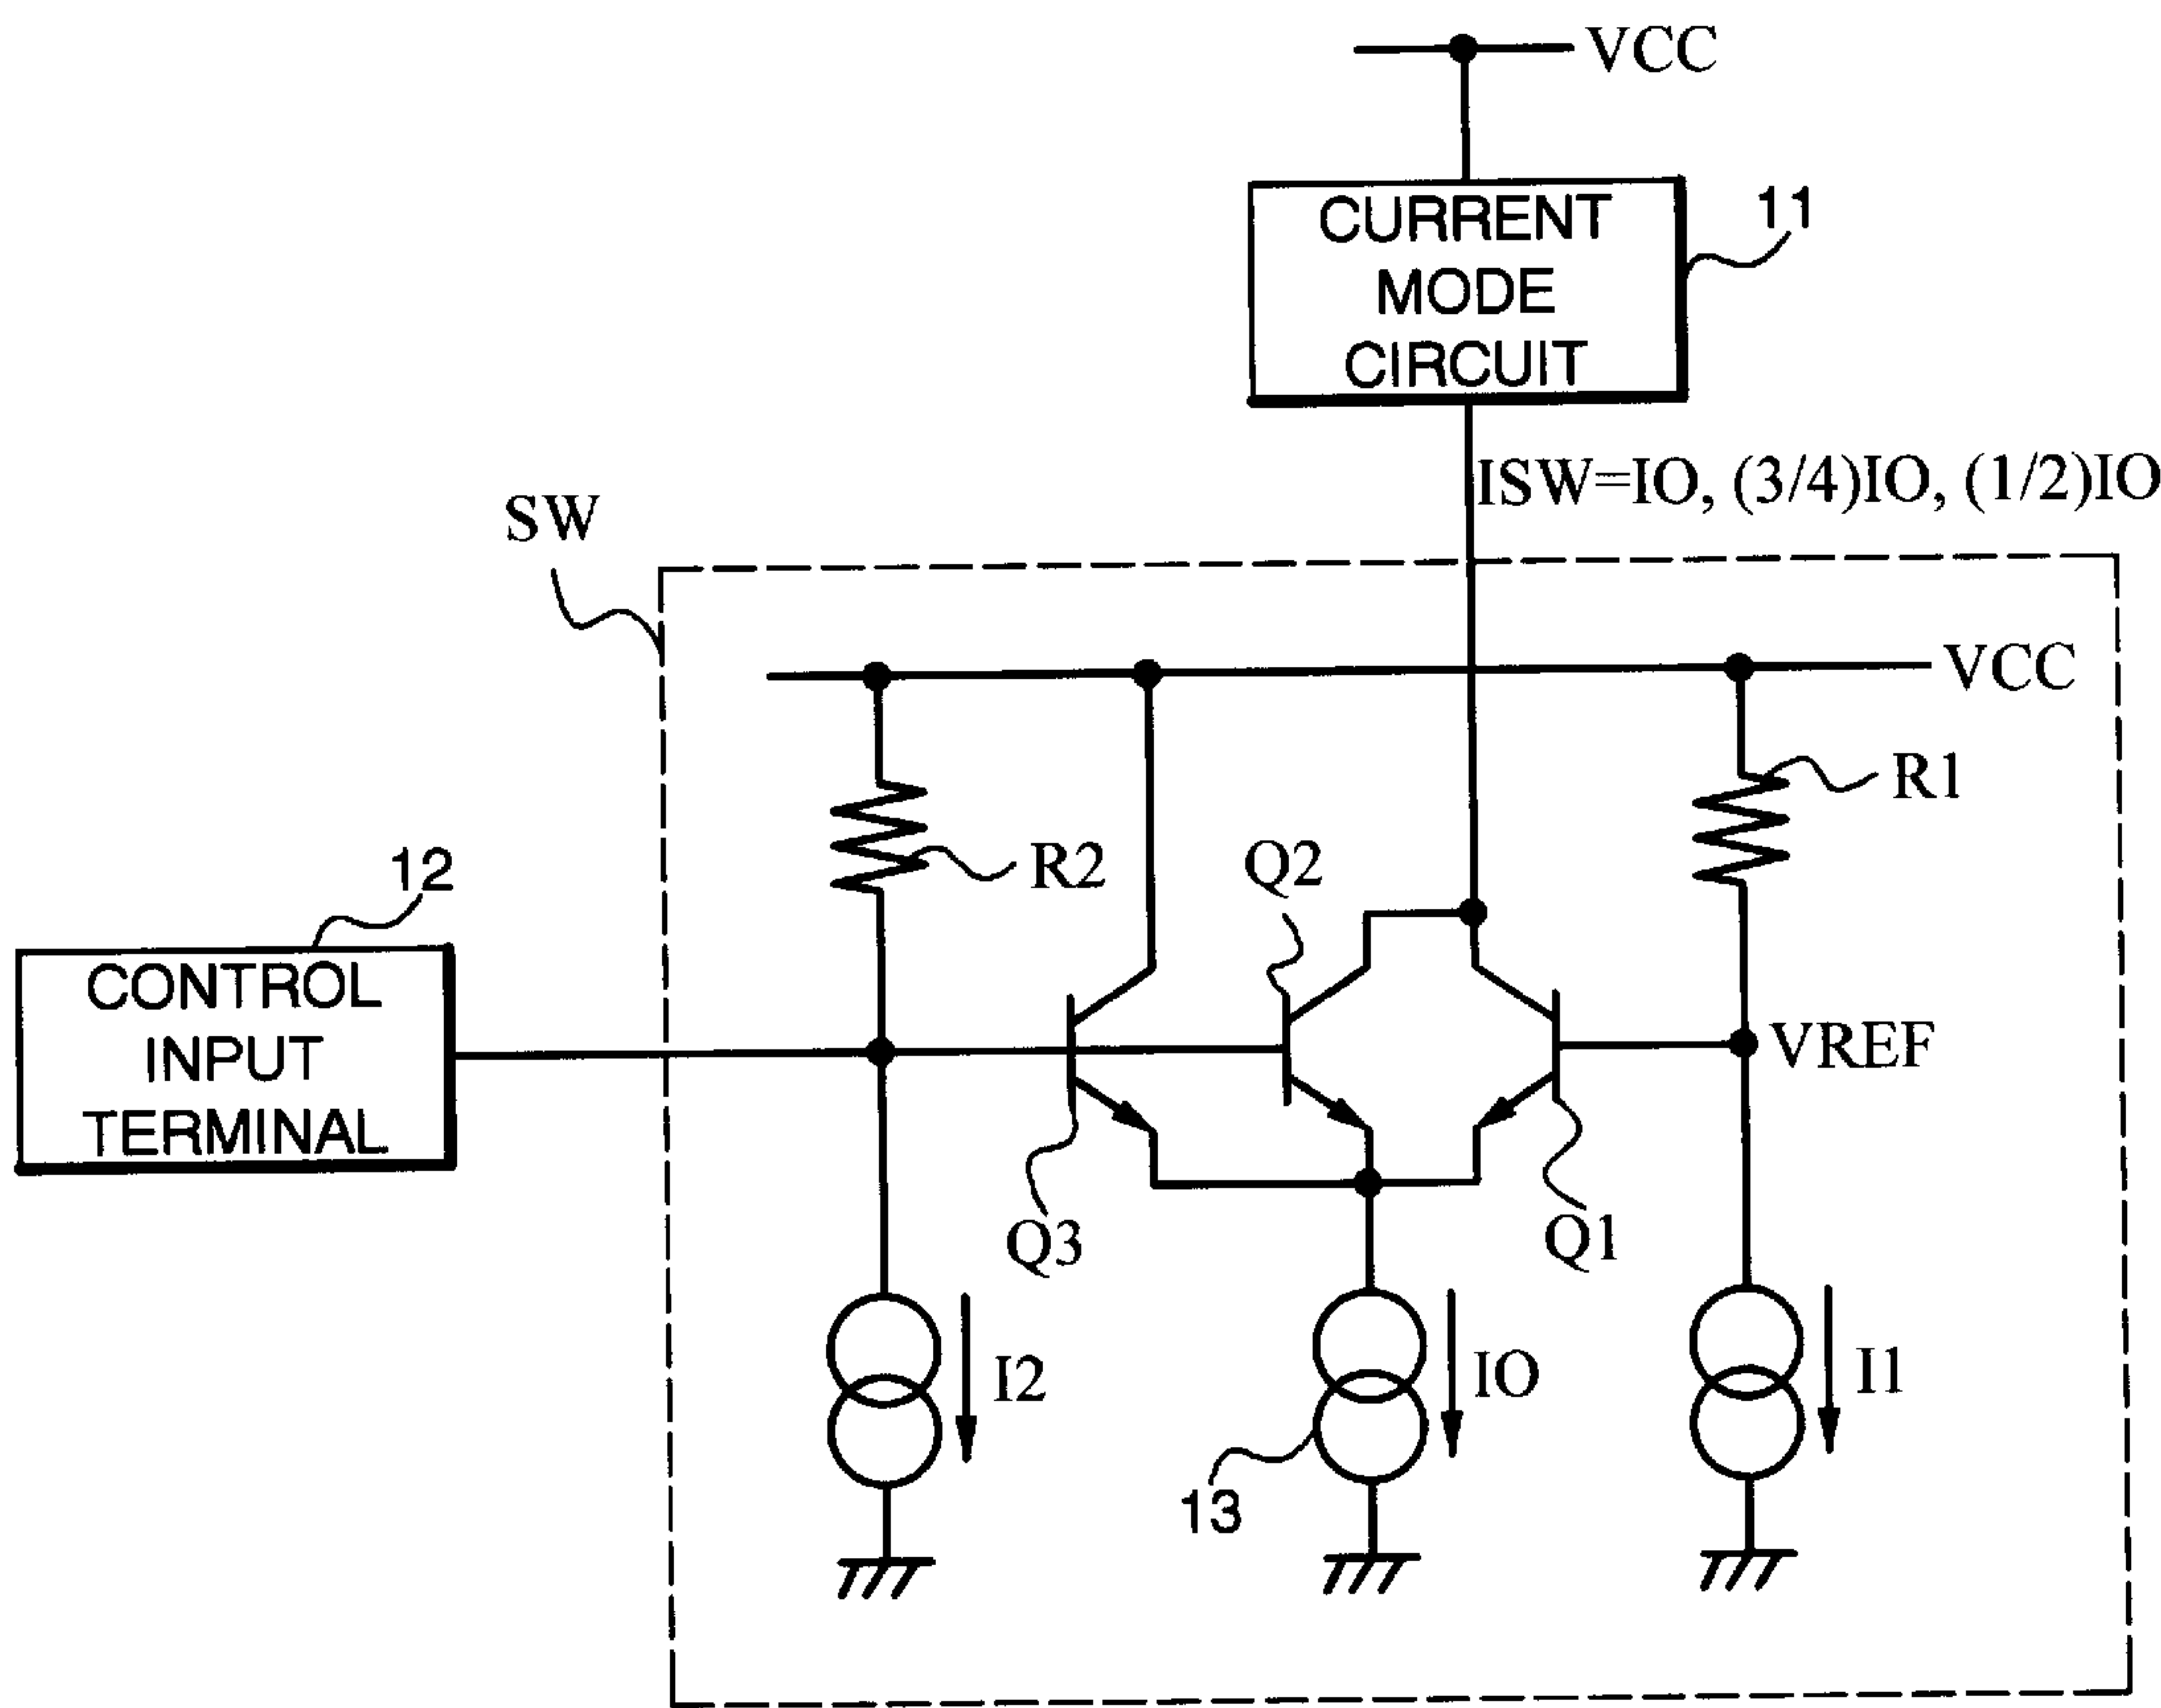 VCC
CURRENT
MODE
CIRCUIT
11
ISW=IO, (3/4)IO, (1/2)IO
SW
VCC
R1
R2
Q2
12
CONTROL
INPUT
TERMINAL
VREF
Q3
Q1
I2
IO
I1
13